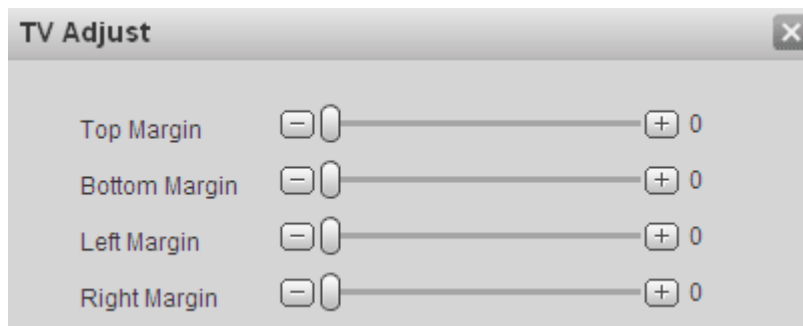 TV Adjust
Top Margin 0
Bottom Margin 0
Left Margin 0
Right Margin 0